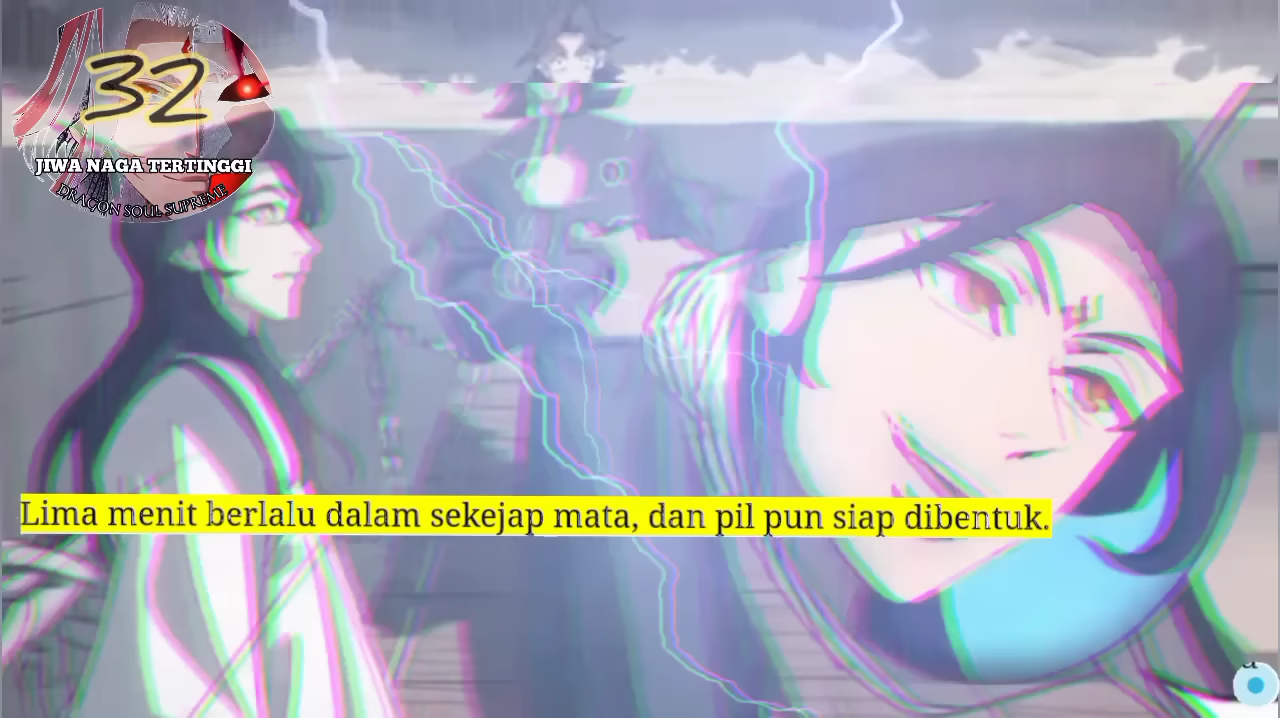 32
JIWA NAGA TERTINGGI
DRAGON SOUL SUPREME
Lima menit berlalu dalam sekejap mata, dan pil pun siap dibentuk.